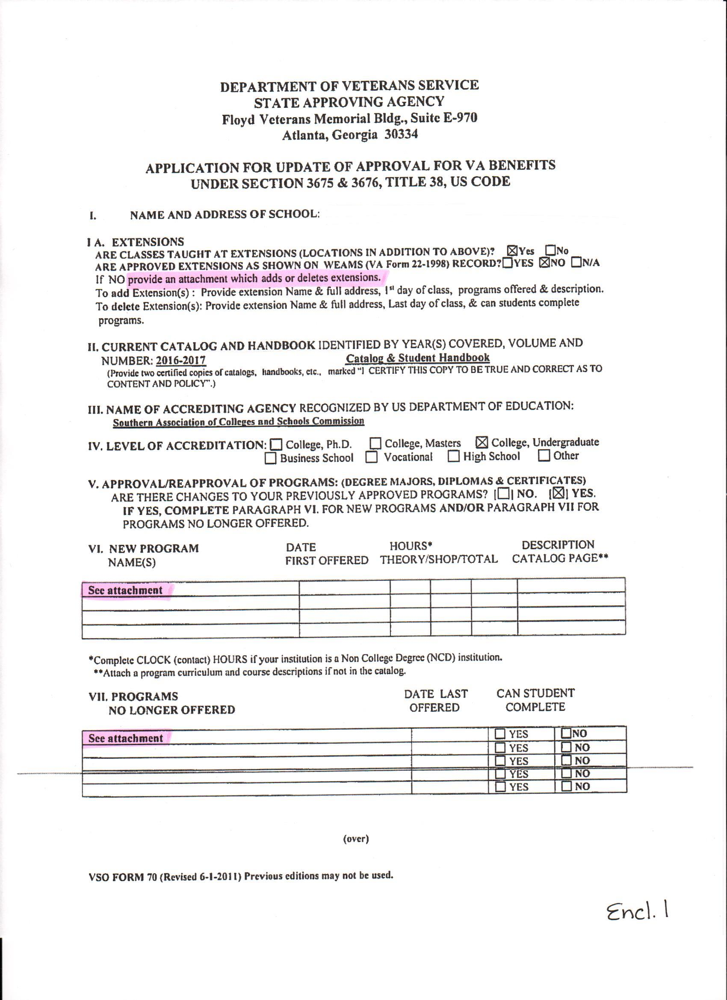 DEPARTMENT OF VETERANS SERVICE
STATE APPROVING AGENCY
Floyd Veterans Memorial Bldg., Suite E-970
Atlanta, Georgia 30334
APPLICATION FOR UPDATE OF APPROVAL FOR VA BENEFITS
UNDER SECTION 3675 & 3676, TITLE 38, US CODE
I. NAME AND ADDRESS OF SCHOOL:
I A. EXTENSIONS
ARE CLASSES TAUGHT AT EXTENSIONS (LOCATIONS IN ADDITION TO ABOVE)? ☒Yes ☐No
ARE APPROVED EXTENSIONS AS SHOWN ON WEAMS (VA Form 22-1998) RECORD?☐YES ☒NO ☐N/A
If NO provide an attachment which adds or deletes extensions.
To add Extension(s) : Provide extension Name & full address, 1st day of class, programs offered & description.
To delete Extension(s): Provide extension Name & full address, Last day of class, & can students complete
programs.
II. CURRENT CATALOG AND HANDBOOK IDENTIFIED BY YEAR(S) COVERED, VOLUME AND
NUMBER: 2016-2017 Catalog & Student Handbook
(Provide two certified copies of catalogs, handbooks, etc., marked "I CERTIFY THIS COPY TO BE TRUE AND CORRECT AS TO
CONTENT AND POLICY".)
III. NAME OF ACCREDITING AGENCY RECOGNIZED BY US DEPARTMENT OF EDUCATION:
Southern Association of Colleges and Schools Commission
IV. LEVEL OF ACCREDITATION: ☐ College, Ph.D. ☐ College, Masters ☒ College, Undergraduate
☐ Business School ☐ Vocational ☐ High School ☐ Other
V. APPROVAL/REAPPROVAL OF PROGRAMS: (DEGREE MAJORS, DIPLOMAS & CERTIFICATES)
ARE THERE CHANGES TO YOUR PREVIOUSLY APPROVED PROGRAMS? [☐] NO. [☒] YES.
IF YES, COMPLETE PARAGRAPH VI. FOR NEW PROGRAMS AND/OR PARAGRAPH VII FOR
PROGRAMS NO LONGER OFFERED.
VI. NEW PROGRAM DATE HOURS* DESCRIPTION
NAME(S) FIRST OFFERED THEORY/SHOP/TOTAL CATALOG PAGE**
See attachment
*Complete CLOCK (contact) HOURS if your institution is a Non College Degree (NCD) institution.
**Attach a program curriculum and course descriptions if not in the catalog.
VII. PROGRAMS DATE LAST CAN STUDENT
NO LONGER OFFERED OFFERED COMPLETE
See attachment ☐ YES ☐NO
☐ YES ☐ NO
☐ YES ☐ NO
☐ YES ☐ NO
☐ YES ☐ NO
(over)
VSO FORM 70 (Revised 6-1-2011) Previous editions may not be used.
Encl. 1